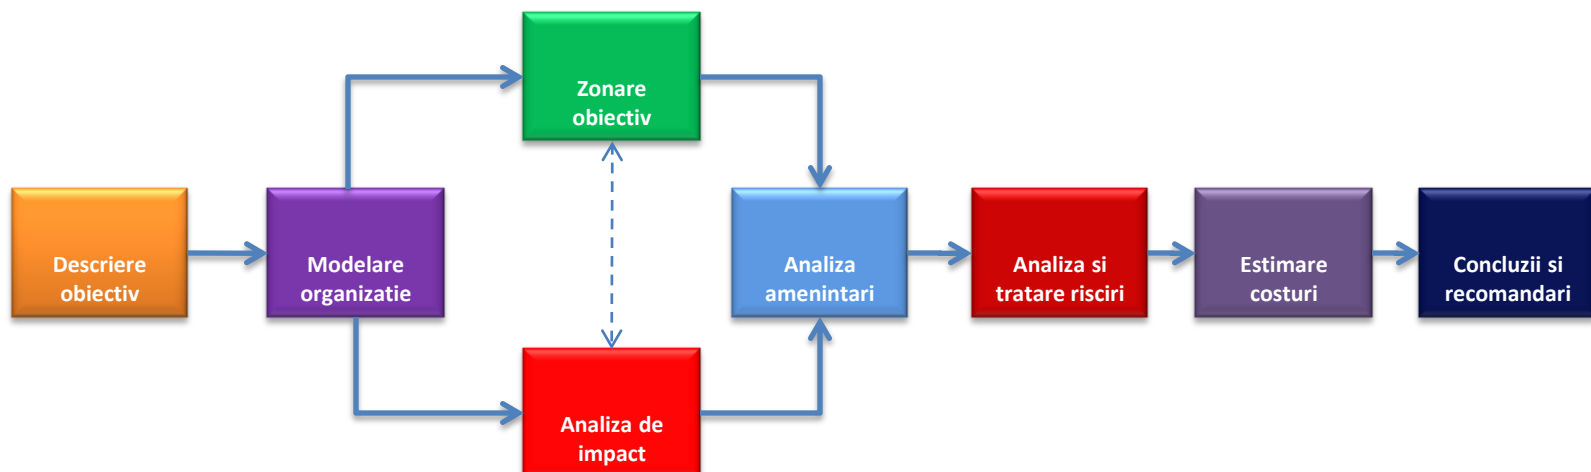 Zonare
obiectiv
Descriere
obiectiv
Modelare
organizatie
Analiza
amenintari
Analiza si
tratare risciri
Estimare
costuri
Concluzii si
recomandari
Analiza de
impact